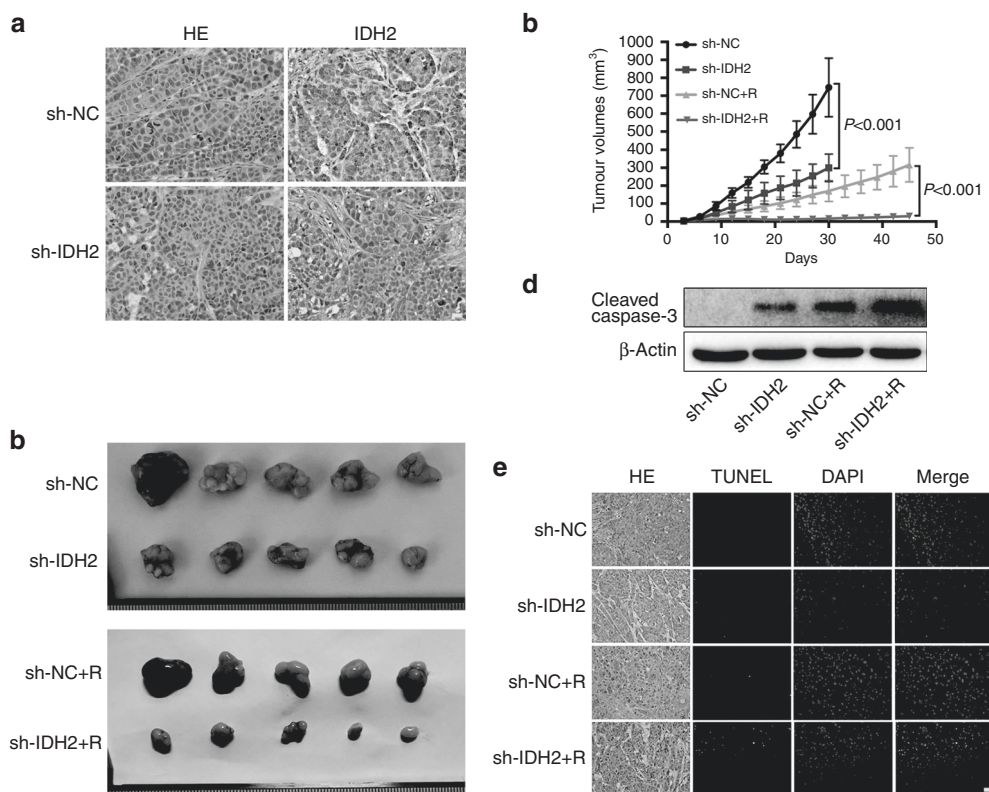 a
HE
IDH2
sh-NC
sh-IDH2
b
Tumour volumes (mm3)
1000
900
800
700
600
500
400
300
200
100
0
0
10
20
30
40
50
Days
sh-NC
sh-IDH2
sh-NC+R
sh-IDH2+R
P<0.001
P<0.001
d
Cleaved
caspase-3
β-Actin
sh-NC
sh-IDH2
sh-NC+R
sh-IDH2+R
b
sh-NC
sh-IDH2
sh-NC+R
sh-IDH2+R
e
HE
TUNEL
DAPI
Merge
sh-NC
sh-IDH2
sh-NC+R
sh-IDH2+R